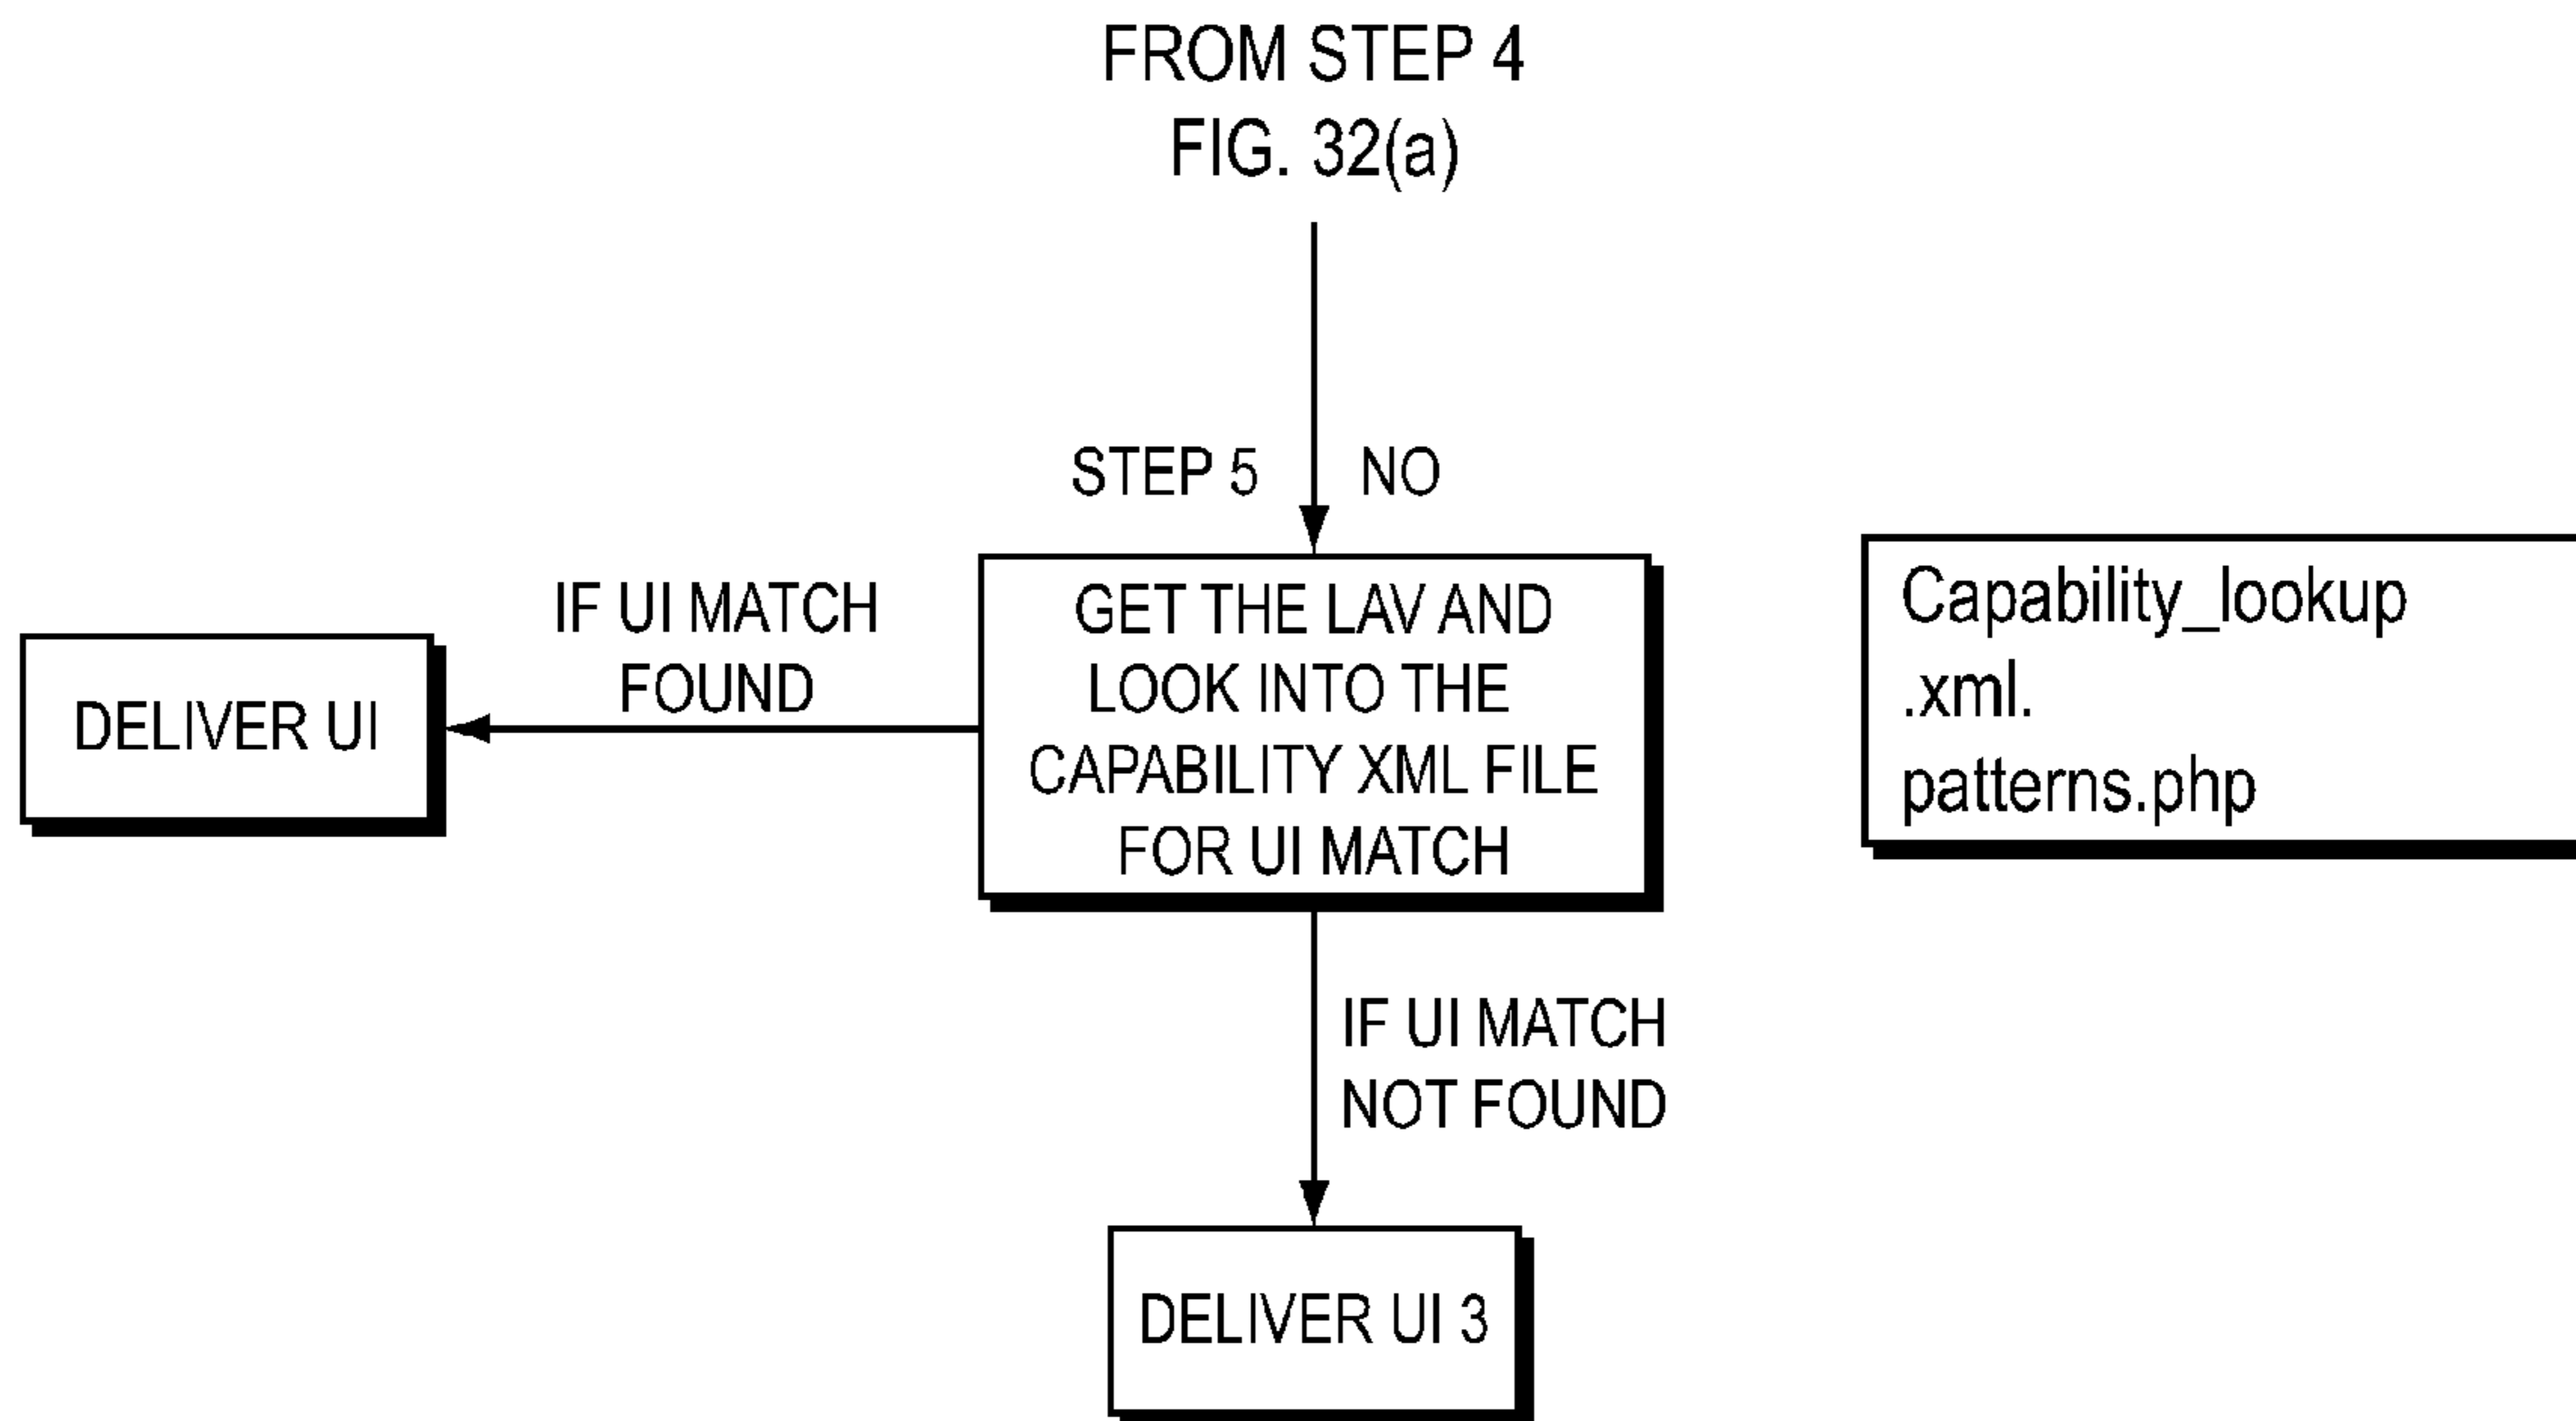 FROM STEP 4
FIG. 32(a)
STEP 5
NO
IF UI MATCH
FOUND
DELIVER UI
GET THE LAV AND
LOOK INTO THE
CAPABILITY XML FILE
FOR UI MATCH
Capability_lookup
.xml.
patterns.php
IF UI MATCH
NOT FOUND
DELIVER UI 3